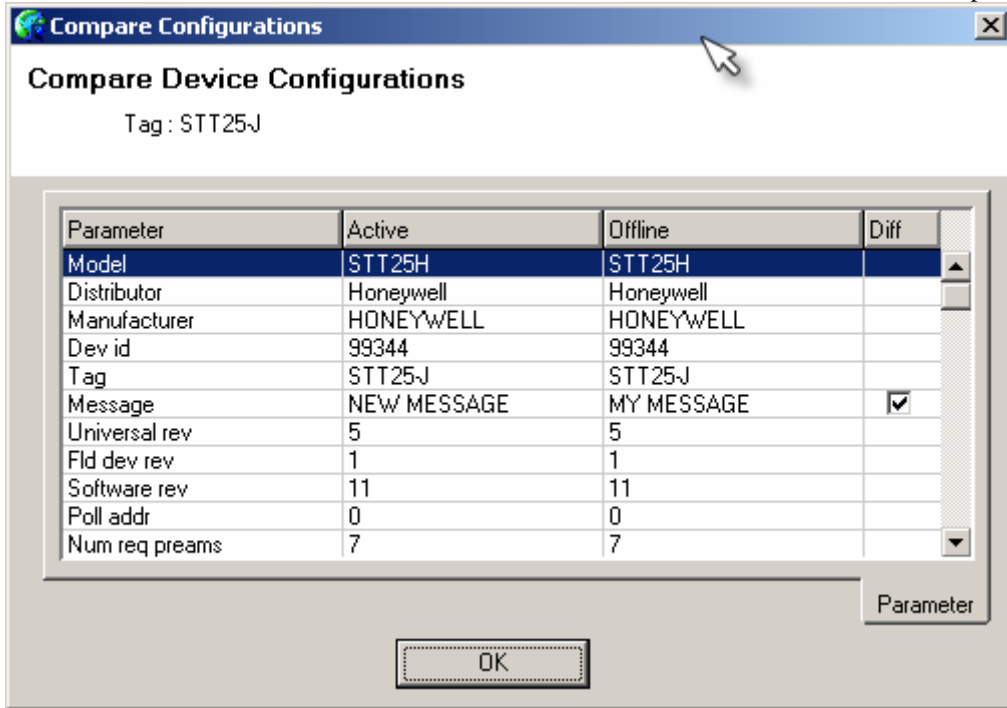 Compare Configurations
Compare Device Configurations
Tag : STT25-J
Parameter Active Offline Diff
Model STT25H STT25H
Distributor Honeywell Honeywell
Manufacturer HONEYWELL HONEYWELL
Dev id 99344 99344
Tag STT25-J STT25-J
Message NEW MESSAGE MY MESSAGE
Universal rev 5 5
Fld dev rev 1 1
Software rev 11 11
Poll addr 0 0
Num req preams 7 7
Parameter
OK